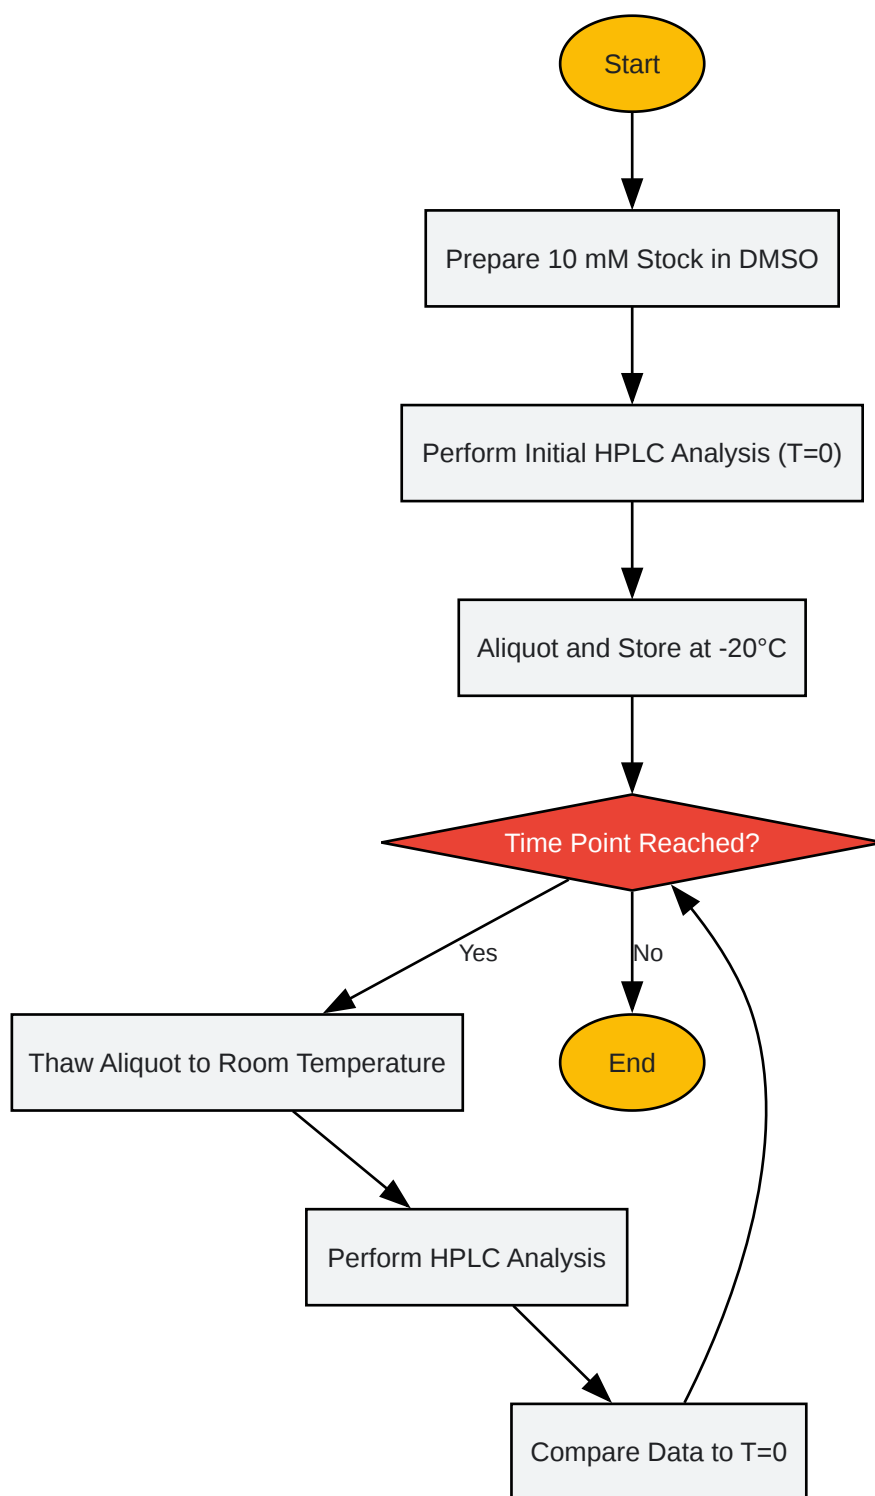 Start
Prepare 10 mM Stock in DMSO
Perform Initial HPLC Analysis (T=0)
Aliquot and Store at -20°C
Time Point Reached?
Yes
No
Thaw Aliquot to Room Temperature
End
Perform HPLC Analysis
Compare Data to T=0